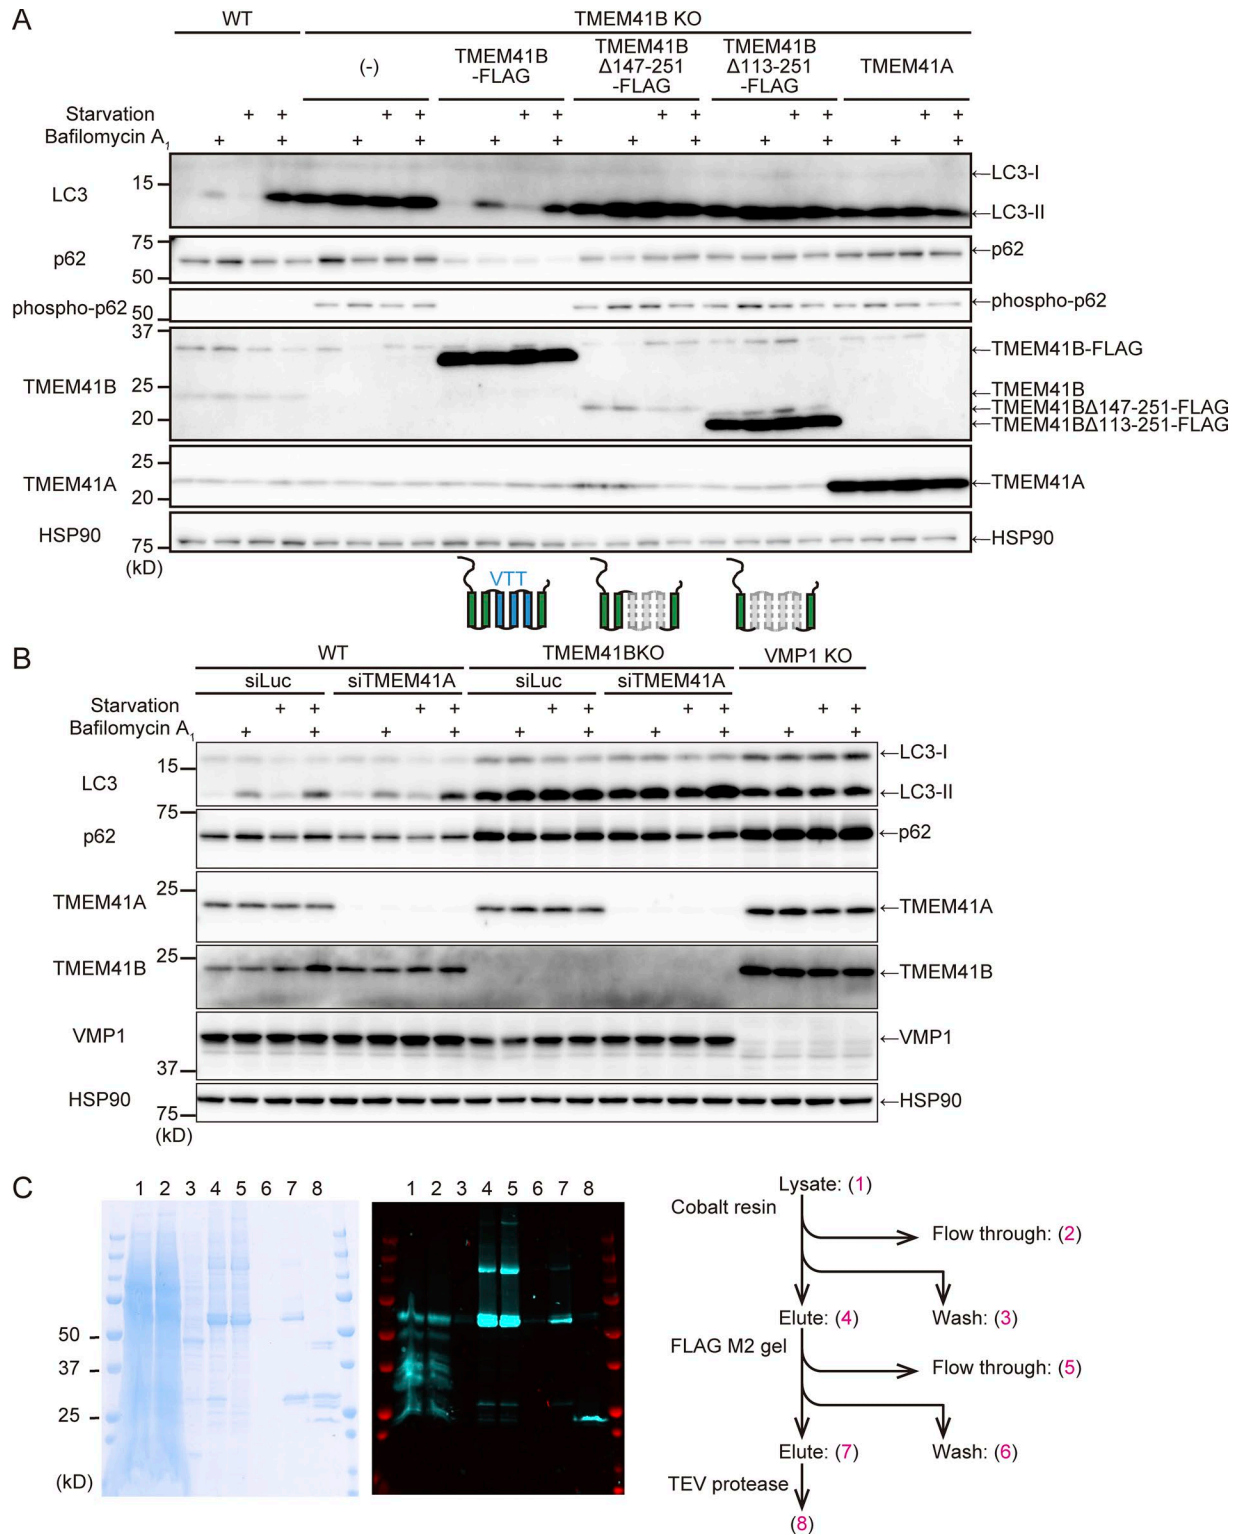 A
WT
TMEM41B KO
(-)
TMEM41B
-FLAG
TMEM41B
Δ147-251
-FLAG
TMEM41B
Δ113-251
-FLAG
TMEM41A
Starvation + + + + + + + + + + + +
Bafilomycin A1 + + + + + + + + + + + +
LC3
15
←LC3-I
←LC3-II
p62
75
50
←p62
phospho-p62
50
←phospho-p62
TMEM41B
37
25
20
←TMEM41B-FLAG
←TMEM41B
←TMEM41BΔ147-251-FLAG
←TMEM41BΔ113-251-FLAG
TMEM41A
25
20
←TMEM41A
HSP90
75
←HSP90
(kD)
VTT
B
WT
TMEM41BKO
VMP1 KO
siLuc
siTMEM41A
siLuc
siTMEM41A
Starvation + + + + + + + + + +
Bafilomycin A1 + + + + + + + + + +
LC3
15
←LC3-I
←LC3-II
p62
75
←p62
TMEM41A
25
←TMEM41A
TMEM41B
25
←TMEM41B
VMP1
37
←VMP1
HSP90
75
←HSP90
(kD)
C
1 2 3 4 5 6 7 8
50
37
25
(kD)
1 2 3 4 5 6 7 8
Lysate: (1)
Cobalt resin
Flow through: (2)
Elute: (4)
Wash: (3)
FLAG M2 gel
Flow through: (5)
Elute: (7)
Wash: (6)
TEV protease
(8)